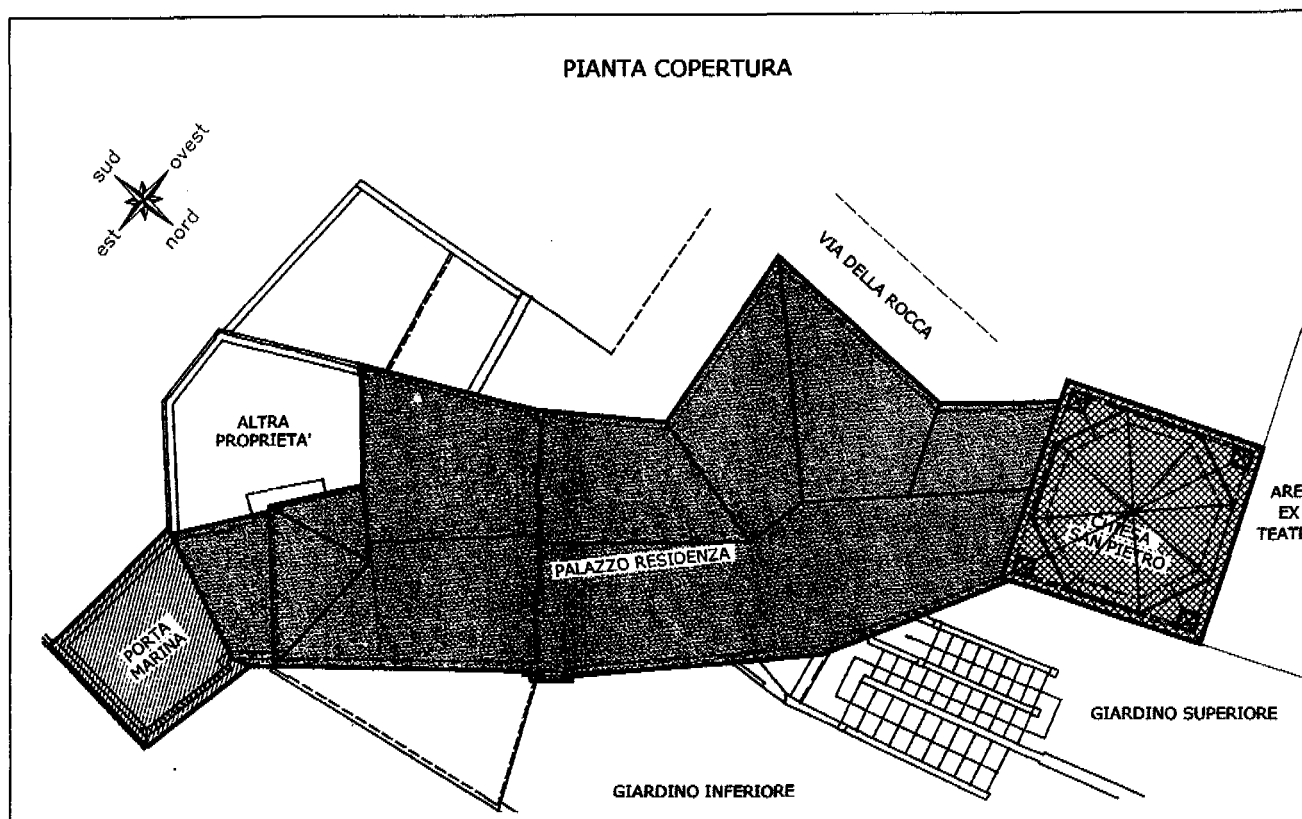 PIANTA COPERTURA
sud
ovest
est
nord
VIA DELLA ROCCA
ALTRA
PROPRIETA'
ARE
EX
TEATE
CHIESA
SAN PIETRO
PALAZZO RESIDENZA
PORTA
MARINA
GIARDINO SUPERIORE
GIARDINO INFERIORE